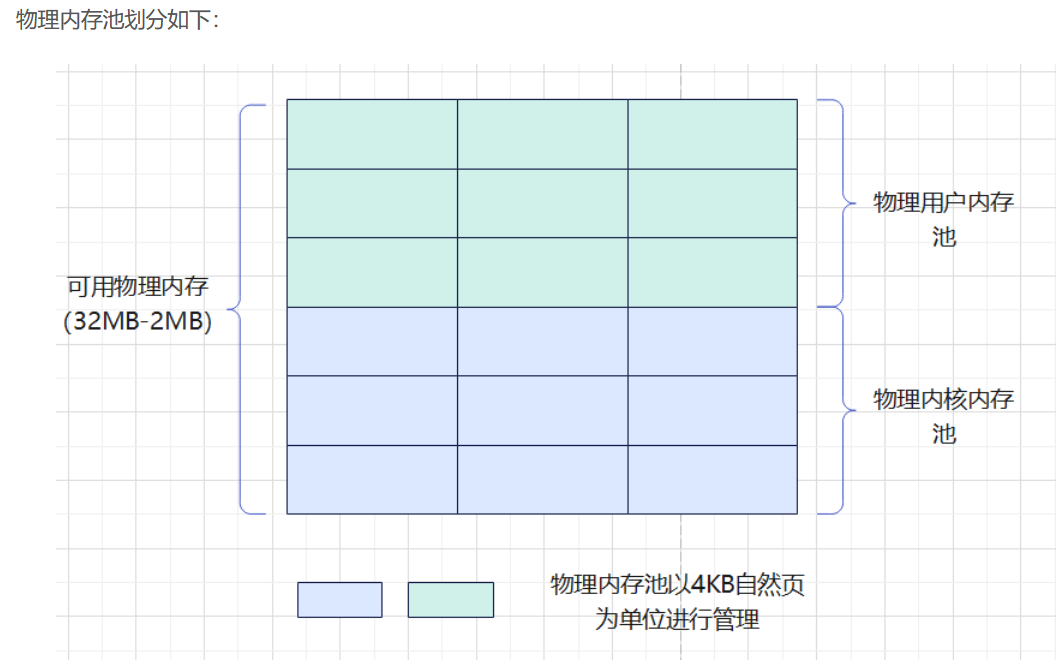 物理内存池划分如下：
物理用户内存
池
可用物理内存
(32MB-2MB)
物理内核内存
池
物理内存池以4KB自然页
为单位进行管理